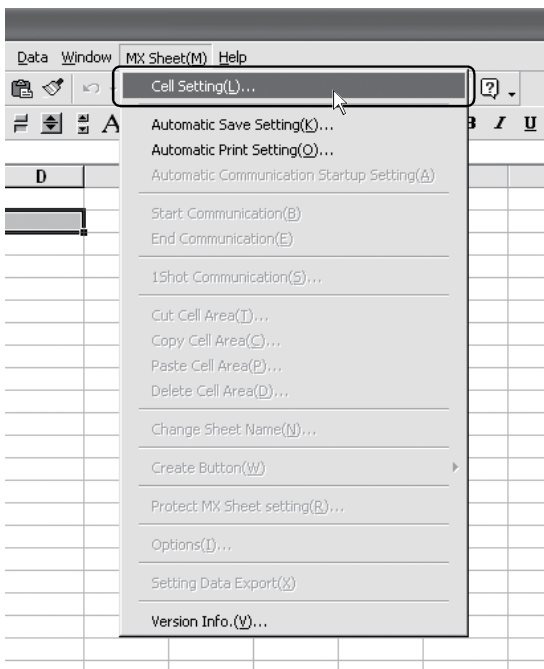 Data Window MX Sheet(M) Help
Cell Setting(L)...
A B I U
Automatic Save Setting(K)...
Automatic Print Setting(O)...
D
Automatic Communication Startup Setting(A)
Start Communication(B)
End Communication(E)
1Shot Communication(S)...
Cut Cell Area(T)...
Copy Cell Area(C)...
Paste Cell Area(P)...
Delete Cell Area(D)...
Change Sheet Name(N)...
Create Button(W)
Protect MX Sheet setting(R)...
Options(I)...
Setting Data Export(X)
Version Info.(V)...